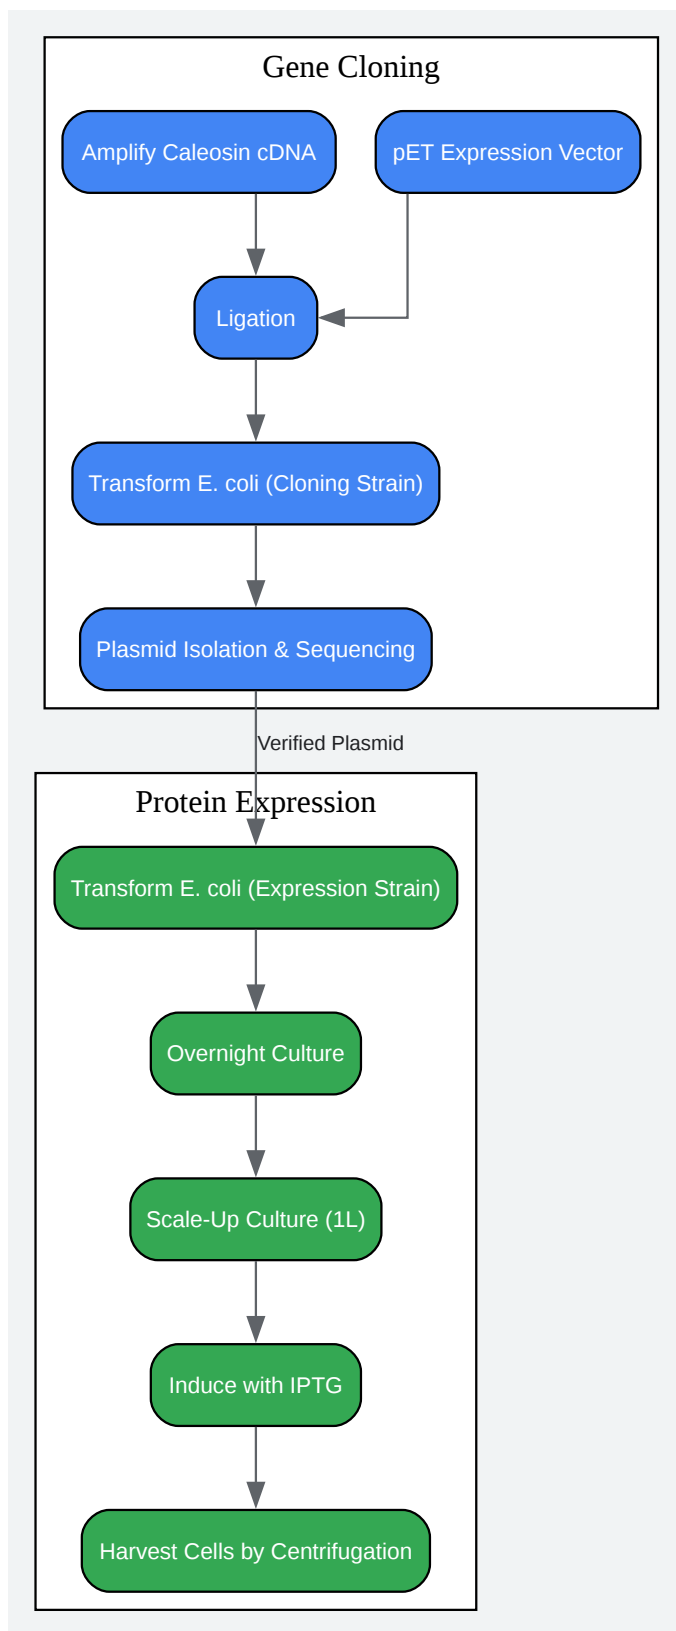 Gene Cloning
Amplify Caleosin cDNA
pET Expression Vector
Ligation
Transform E. coli (Cloning Strain)
Plasmid Isolation & Sequencing
Verified Plasmid
Protein Expression
Transform E. coli (Expression Strain)
Overnight Culture
Scale-Up Culture (1L)
Induce with IPTG
Harvest Cells by Centrifugation